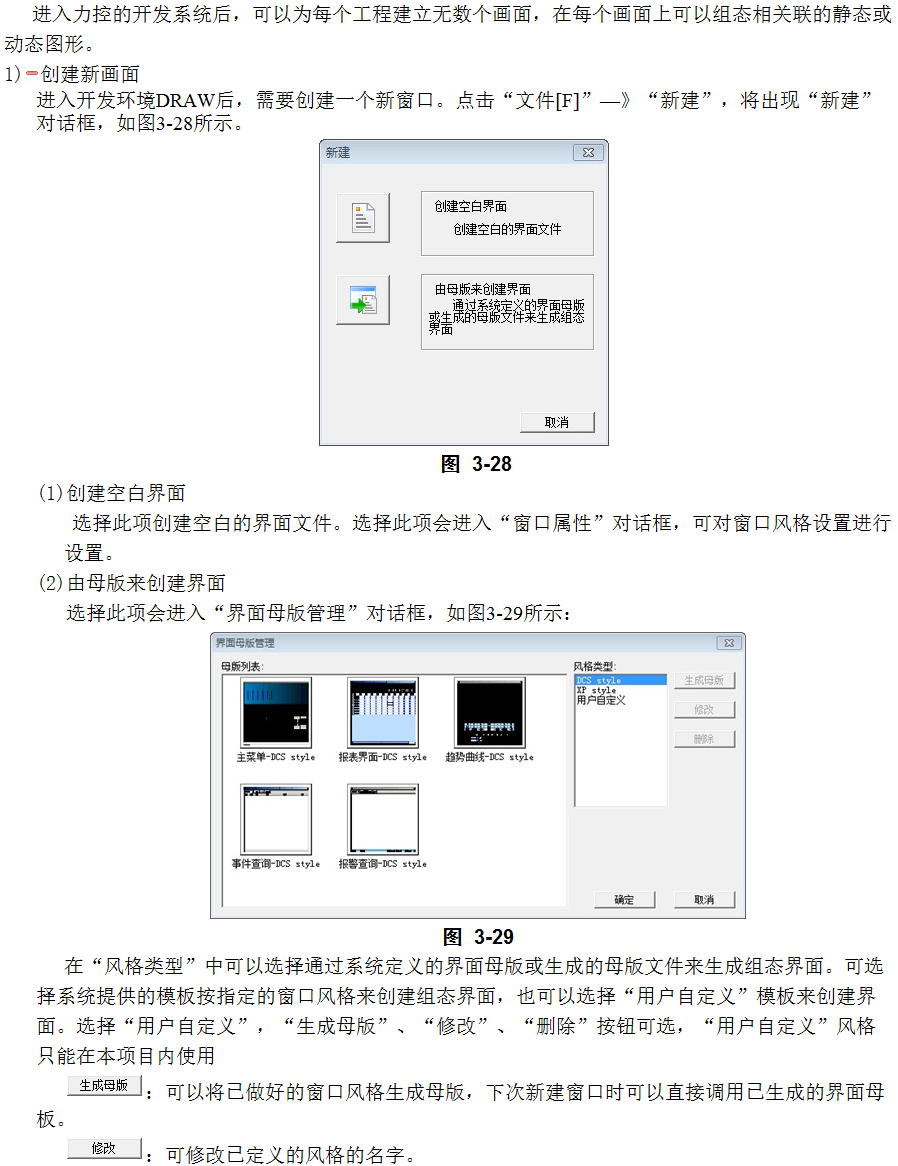 进入力控的开发系统后，可以为每个工程建立无数个画面，在每个画面上可以组态相关联的静态或
动态图形。
1)创建新画面
进入开发环境DRAW后，需要创建一个新窗口。点击“文件[F]”—》“新建”，将出现“新建”
对话框，如图3-28所示。
新建
创建空白界面
创建空白的界面文件
由母版来创建界面
通过系统定义的界面母版
或生成的母版文件来生成组态
界面
取消
图 3-28
(1)创建空白界面
选择此项创建空白的界面文件。选择此项会进入“窗口属性”对话框，可对窗口风格设置进行
设置。
(2)由母版来创建界面
选择此项会进入“界面母版管理”对话框，如图3-29所示：
界面母版管理
母版列表:
风格类型:
DCS style
XP style
用户自定义
生成母版
修改
删除
主菜单-DCS style
报表界面-DCS style
趋势曲线-DCS style
事件查询-DCS style
报警查询-DCS style
确定
取消
图 3-29
在“风格类型”中可以选择通过系统定义的界面母版或生成的母版文件来生成组态界面。可选
择系统提供的模板按指定的窗口风格来创建组态界面，也可以选择“用户自定义”模板来创建界
面。选择“用户自定义”，“生成母版”、“修改”、“删除”按钮可选，“用户自定义”风格
只能在本项目内使用
生成母版：可以将已做好的窗口风格生成母版，下次新建窗口时可以直接调用已生成的界面母
板。
修改：可修改已定义的风格的名字。